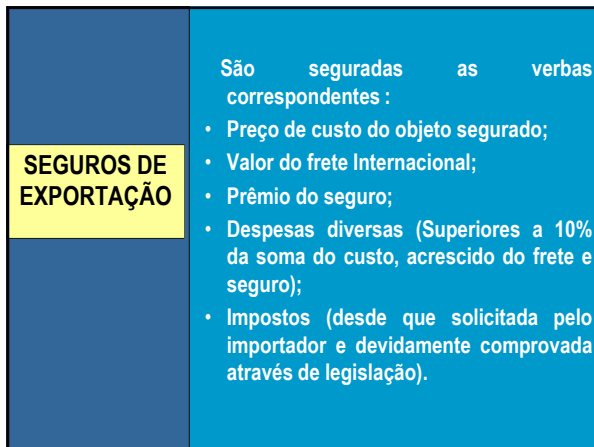 SEGUROS DE
EXPORTAÇÃO
São seguradas as verbas
correspondentes :
• Preço de custo do objeto segurado;
• Valor do frete Internacional;
• Prêmio do seguro;
• Despesas diversas (Superiores a 10%
da soma do custo, acrescido do frete e
seguro);
• Impostos (desde que solicitada pelo
importador e devidamente comprovada
através de legislação).